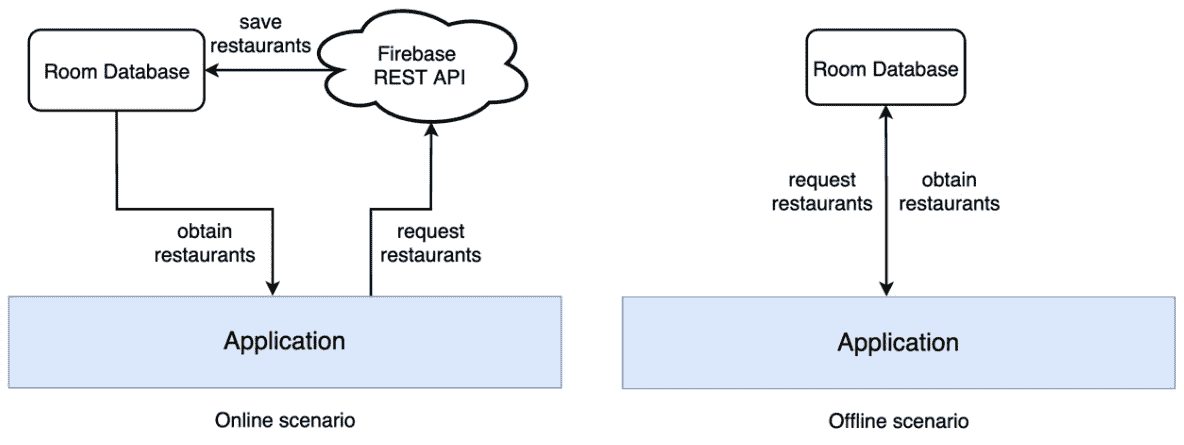 save
restaurants
Room Database
Firebase
REST API
obtain
restaurants
request
restaurants
Application
Online scenario
Room Database
request
restaurants
obtain
restaurants
Application
Offline scenario